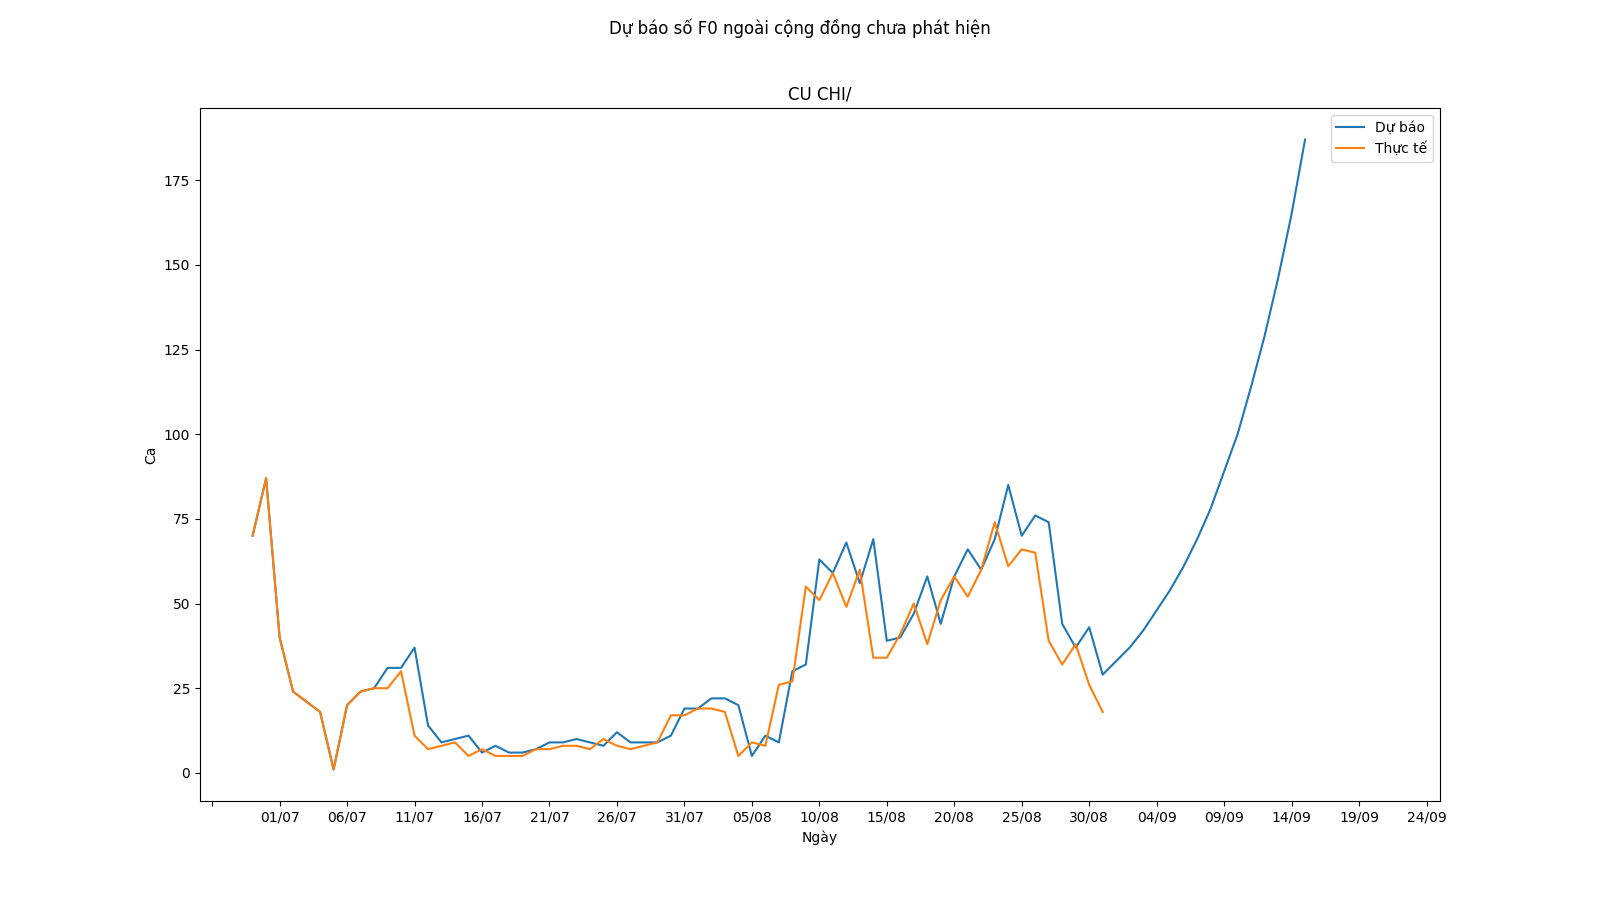 Dự báo số F0 ngoài cộng đồng chưa phát hiện
CU CHI/
Dự báo
Thực tế
175
150
125
100
75
50
25
0
Ca
01/07 06/07 11/07 16/07 21/07 26/07 31/07 05/08 10/08 15/08 20/08 25/08 30/08 04/09 09/09 14/09 19/09 24/09
Ngày